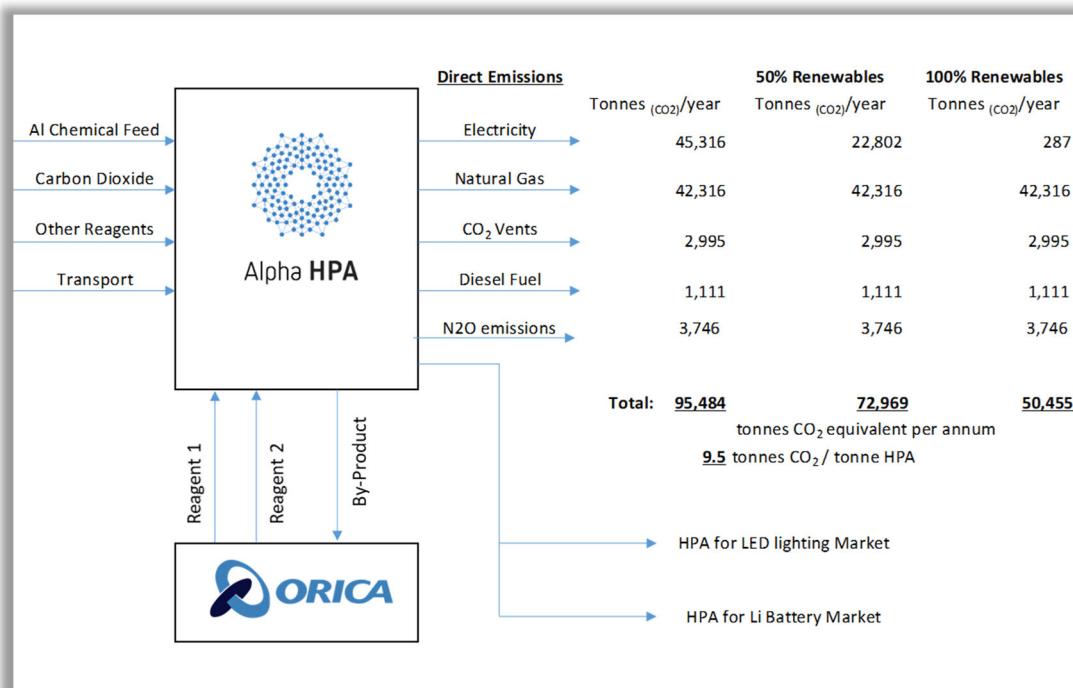 Direct Emissions 50% Renewables 100% Renewables
Tonnes (CO2)/year Tonnes (CO2)/year Tonnes (CO2)/year
Al Chemical Feed Electricity 45,316 22,802 287
Carbon Dioxide Natural Gas 42,316 42,316 42,316
Other Reagents CO2 Vents 2,995 2,995 2,995
Alpha HPA
Transport Diesel Fuel 1,111 1,111 1,111
N2O emissions 3,746 3,746 3,746
Total: 95,484 72,969 50,455
tonnes CO2 equivalent per annum
9.5 tonnes CO2 / tonne HPA
Reagent 1
Reagent 2
By-Product
HPA for LED lighting Market
ORICA
HPA for Li Battery Market